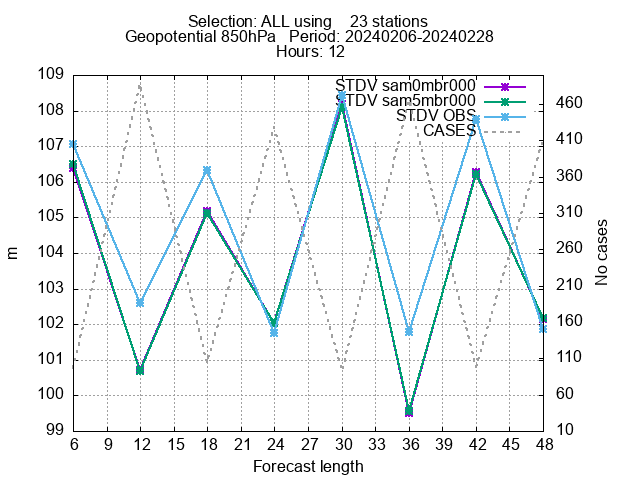 Selection: ALL using 23 stations
Geopotential 850hPa Period: 20240206-20240228
Hours: 12
STDV sam0mbr000
STDV sam5mbr000
STDV OBS
CASES
109
108
107
106
105
104
103
102
101
100
99
460
410
360
310
260
210
160
110
60
10
m
No cases
6 9 12 15 18 21 24 27 30 33 36 39 42 45 48
Forecast length